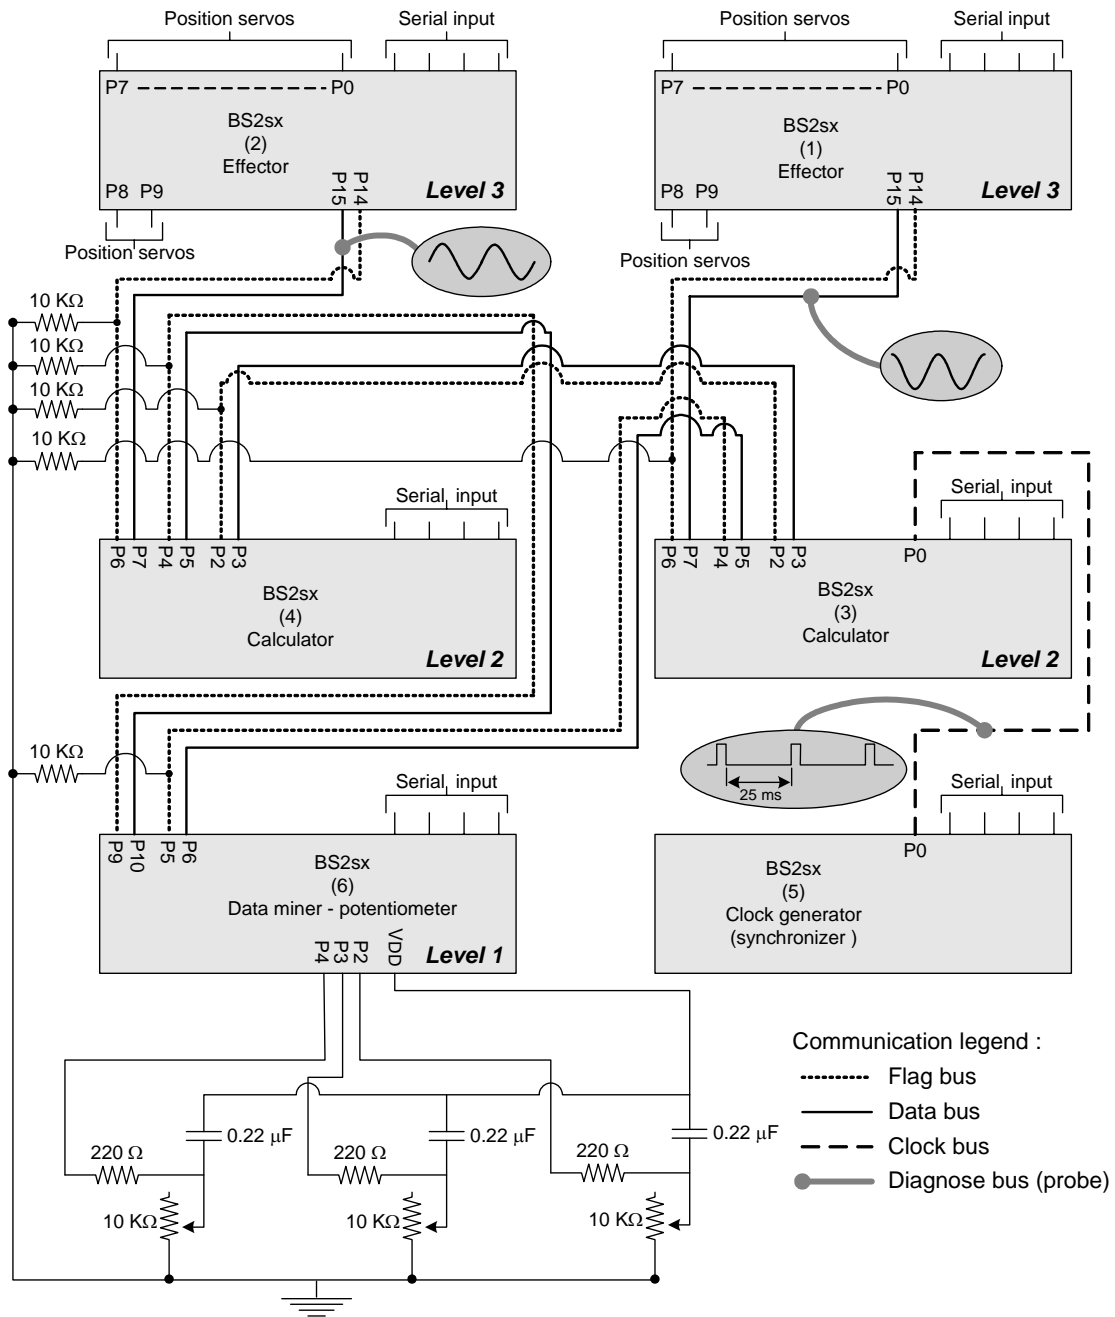 Position servos
Serial input
Position servos
Serial input
P7
P0
BS2sx
(2)
Effector
P8
P9
P15
P14
Level 3
Position servos
P7
P0
BS2sx
(1)
Effector
P8
P9
P15
P14
Level 3
Position servos
10 KΩ
10 KΩ
10 KΩ
10 KΩ
Serial input
P6
P7
P4
P5
P2
P3
BS2sx
(4)
Calculator
Level 2
Serial input
P6
P7
P4
P5
P2
P3
P0
BS2sx
(3)
Calculator
Level 2
10 KΩ
25 ms
Serial input
Serial input
P9
P10
P5
P6
BS2sx
(6)
Data miner - potentiometer
P4
P3
P2
VDD
Level 1
P0
BS2sx
(5)
Clock generator
(synchronizer )
0.22 μF
0.22 μF
0.22 μF
220 Ω
220 Ω
220 Ω
10 KΩ
10 KΩ
10 KΩ
Communication legend :
Flag bus
Data bus
Clock bus
Diagnose bus (probe)